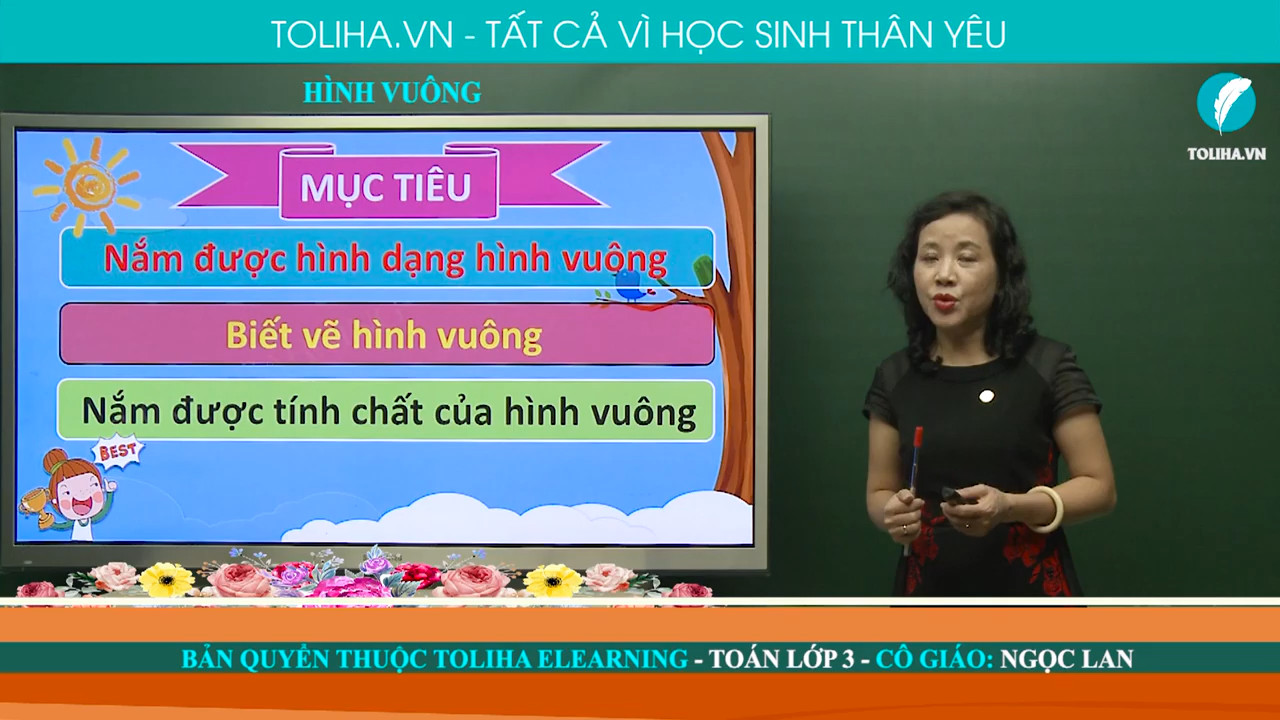 TOLIHA.VN - TẤT CẢ VÌ HỌC SINH THÂN YÊU
HÌNH VUÔNG
TOLIHA.VN
MỤC TIÊU
Nắm được hình dạng hình vuông
Biết vẽ hình vuông
Nắm được tính chất của hình vuông
BEST
BẢN QUYỀN THUỘC TOLIHA ELEARNING - TOÁN LỚP 3 - CÔ GIÁO: NGỌC LAN